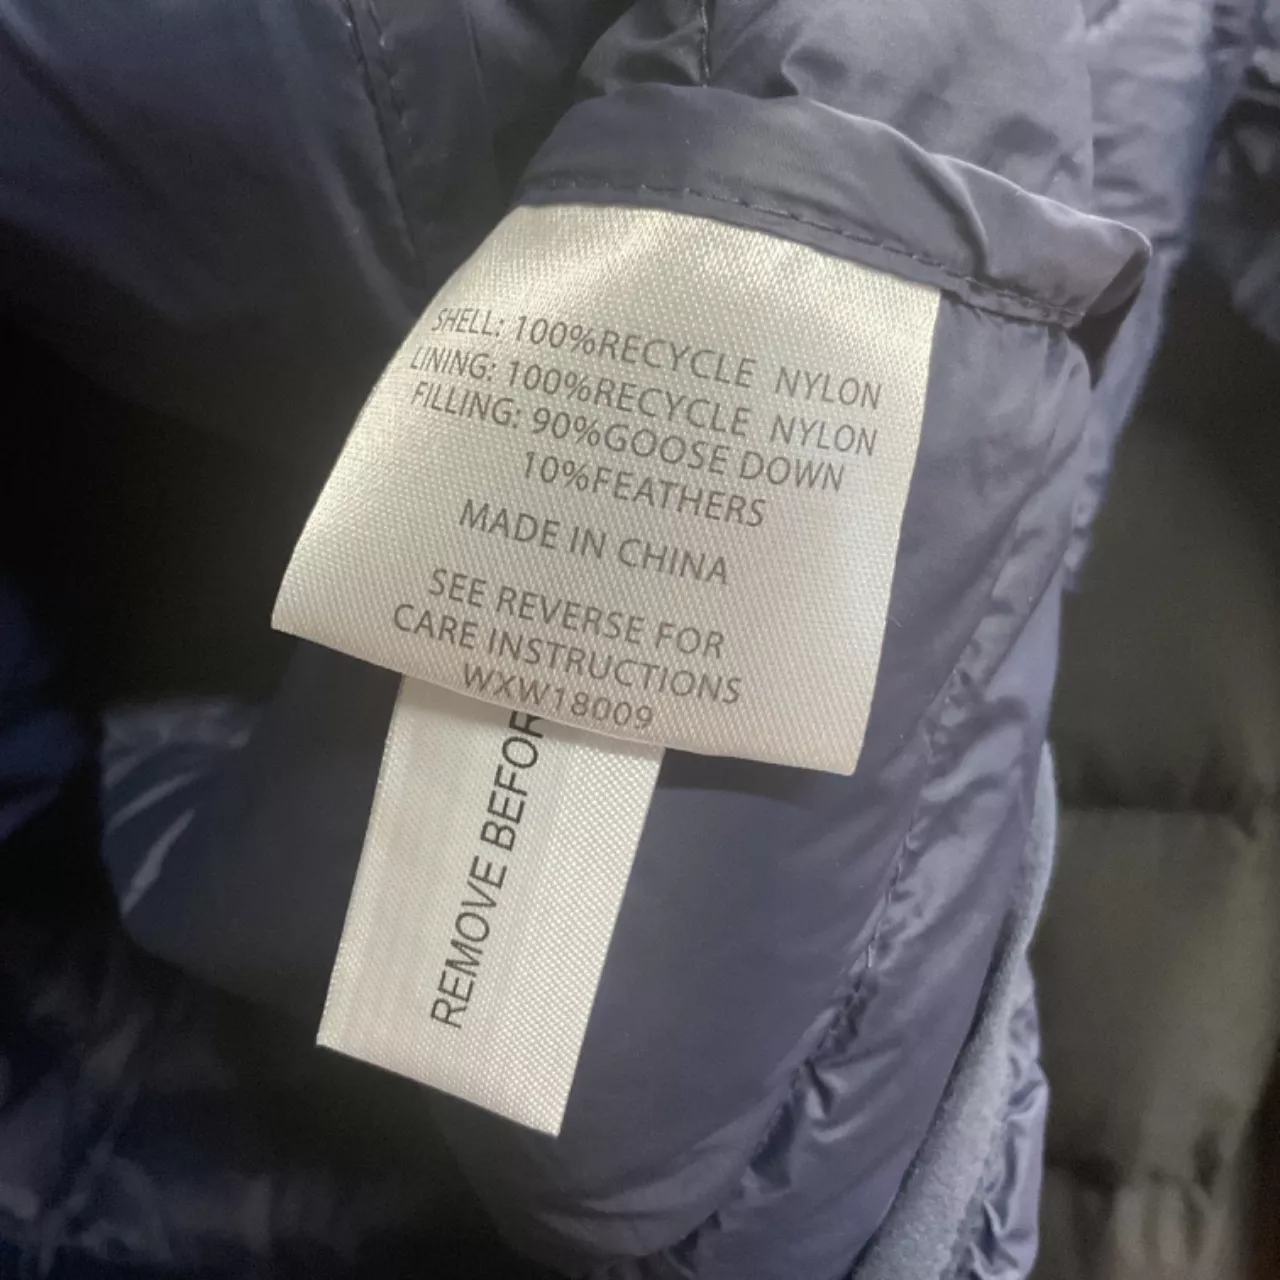 SHELL: 100%RECYCLE NYLON
LINING: 100%RECYCLE NYLON
FILLING: 90%GOOSE DOWN
10%FEATHERS
MADE IN CHINA
SEE REVERSE FOR
CARE INSTRUCTIONS
WXW18009
REMOVE BEFOR